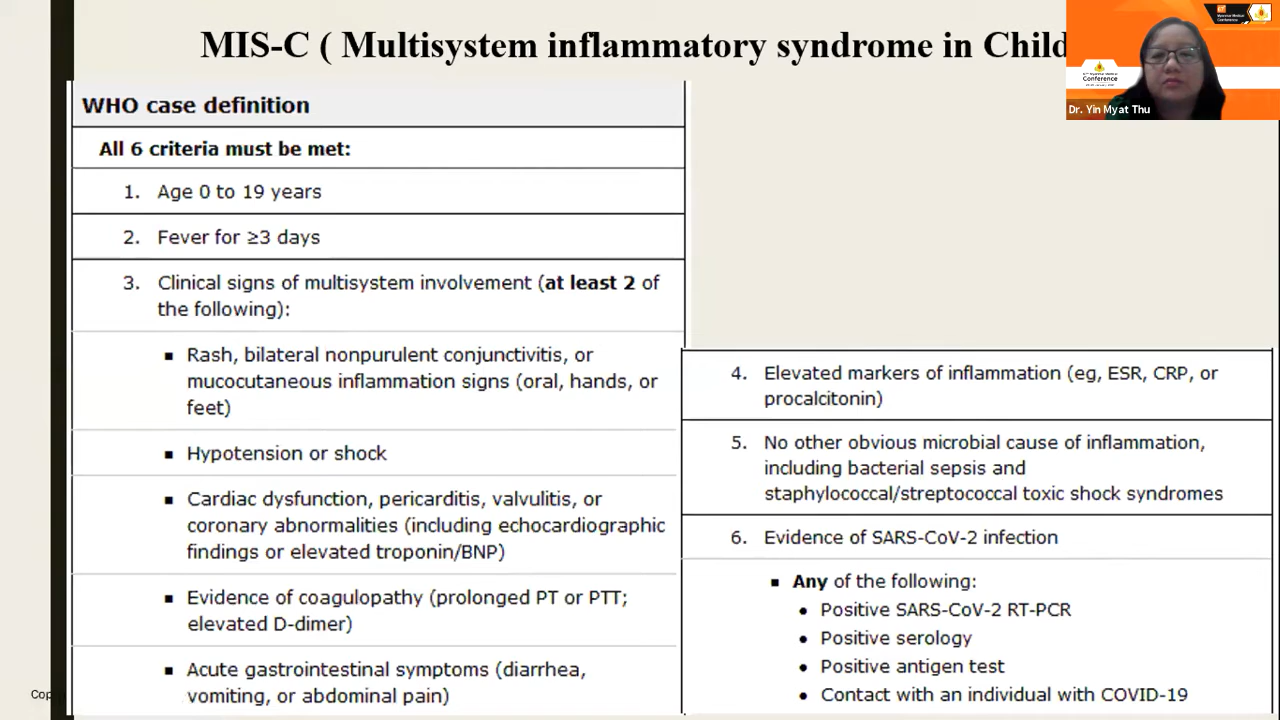 MIS-C ( Multisystem inflammatory syndrome in Child
WHO case definition
All 6 criteria must be met:
1. Age 0 to 19 years
2. Fever for ≥3 days
3. Clinical signs of multisystem involvement (at least 2 of
the following):
▪ Rash, bilateral nonpurulent conjunctivitis, or
mucocutaneous inflammation signs (oral, hands, or
feet)
▪ Hypotension or shock
▪ Cardiac dysfunction, pericarditis, valvulitis, or
coronary abnormalities (including echocardiographic
findings or elevated troponin/BNP)
▪ Evidence of coagulopathy (prolonged PT or PTT;
elevated D-dimer)
▪ Acute gastrointestinal symptoms (diarrhea,
vomiting, or abdominal pain)
4. Elevated markers of inflammation (eg, ESR, CRP, or
procalcitonin)
5. No other obvious microbial cause of inflammation,
including bacterial sepsis and
staphylococcal/streptococcal toxic shock syndromes
6. Evidence of SARS-CoV-2 infection
▪ Any of the following:
• Positive SARS-CoV-2 RT-PCR
• Positive serology
• Positive antigen test
• Contact with an individual with COVID-19
Myanmar Medical
Conference
Conference
Dr. Yin Myat Thu
Cop